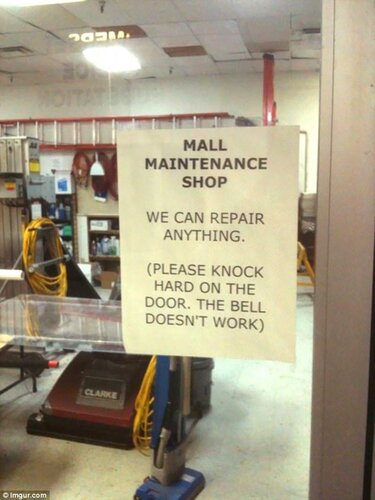 MALL
MAINTENANCE
SHOP
WE CAN REPAIR
ANYTHING.
(PLEASE KNOCK
HARD ON THE
DOOR. THE BELL
DOESN'T WORK)
CLARKE
© Imgur.com